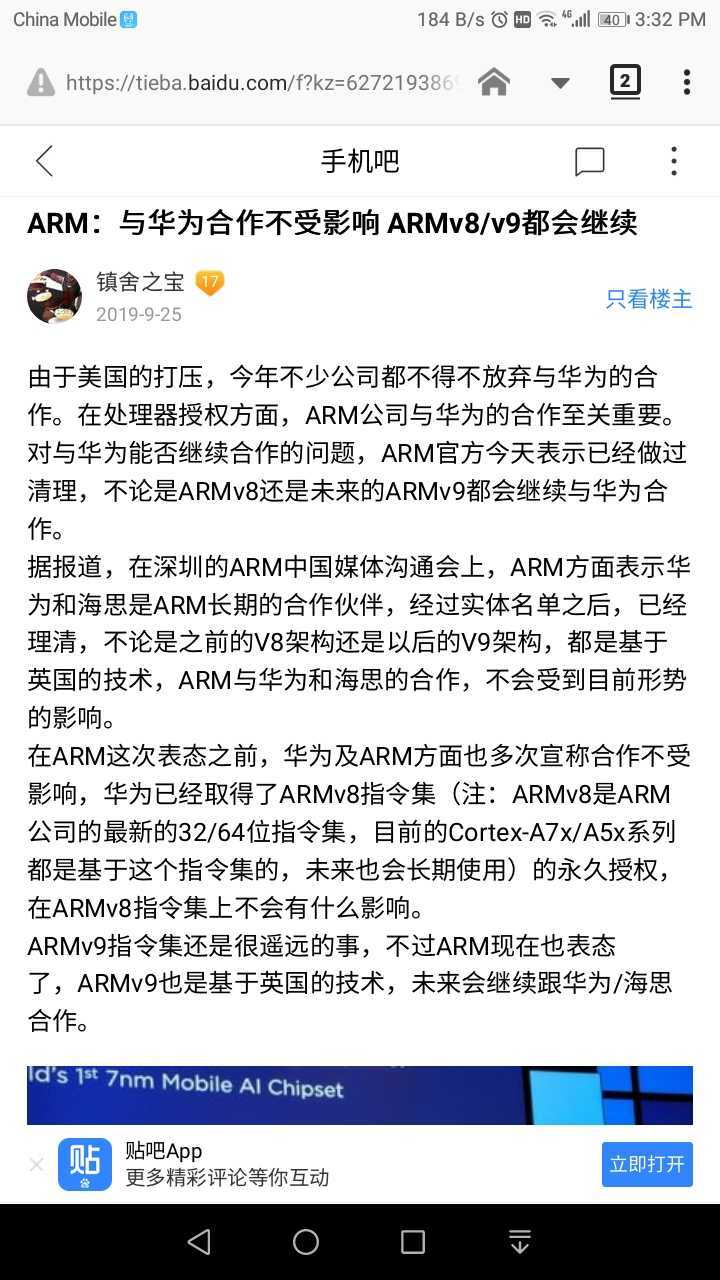 China Mobile
184 B/s HD 4G 40 3:32 PM
https://tieba.baidu.com/f?kz=627219386
2
手机吧
ARM：与华为合作不受影响 ARMv8/v9都会继续
镇舍之宝 17
2019-9-25
只看楼主
由于美国的打压，今年不少公司都不得不放弃与华为的合
作。在处理器授权方面，ARM公司与华为的合作至关重要。
对与华为能否继续合作的问题，ARM官方今天表示已经做过
清理，不论是ARMv8还是未来的ARMv9都会继续与华为合
作。
据报道，在深圳的ARM中国媒体沟通会上，ARM方面表示华
为和海思是ARM长期的合作伙伴，经过实体名单之后，已经
理清，不论是之前的V8架构还是以后的V9架构，都是基于
英国的技术，ARM与华为和海思的合作，不会受到目前形势
的影响。
在ARM这次表态之前，华为及ARM方面也多次宣称合作不受
影响，华为已经取得了ARMv8指令集（注：ARMv8是ARM
公司的最新的32/64位指令集，目前的Cortex-A7x/A5x系列
都是基于这个指令集的，未来也会长期使用）的永久授权，
在ARMv8指令集上不会有什么影响。
ARMv9指令集还是很遥远的事，不过ARM现在也表态
了，ARMv9也是基于英国的技术，未来会继续跟华为/海思
合作。
ld's 1st 7nm Mobile AI Chipset
贴
贴吧App
更多精彩评论等你互动
立即打开